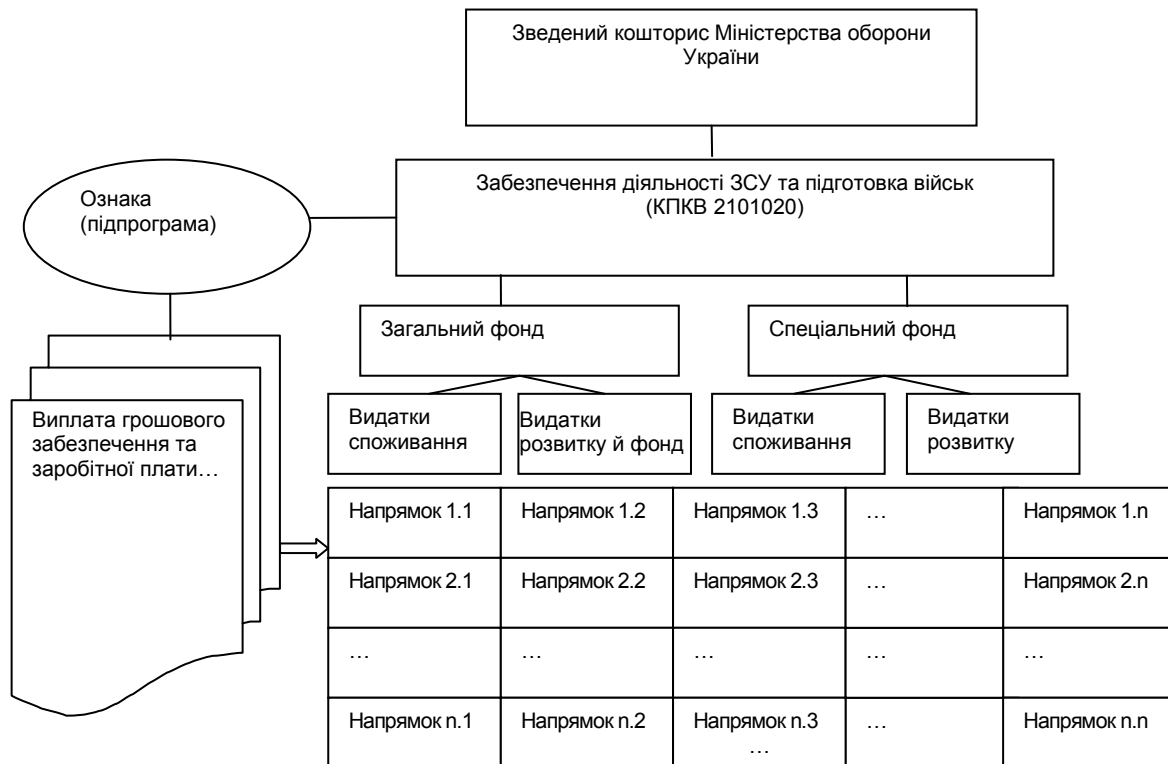 Зведений кошторис Міністерства оборони
України
Забезпечення діяльності ЗСУ та підготовка військ
(КПКВ 2101020)
Ознака
(підпрограма)
Загальний фонд
Спеціальний фонд
Виплата грошового
забезпечення та
заробітної плати…
Видатки
споживання
Видатки
розвитку й фонд
Видатки
споживання
Видатки
розвитку
Напрямок 1.1 Напрямок 1.2 Напрямок 1.3 … Напрямок 1.n
Напрямок 2.1 Напрямок 2.2 Напрямок 2.3 … Напрямок 2.n
… … … … …
Напрямок n.1 Напрямок n.2 Напрямок n.3 … Напрямок n.n
…